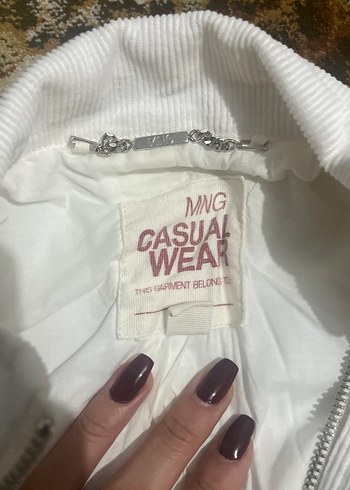 MNG
CASUAL
WEAR
THIS GARMENT BELONGS TO: